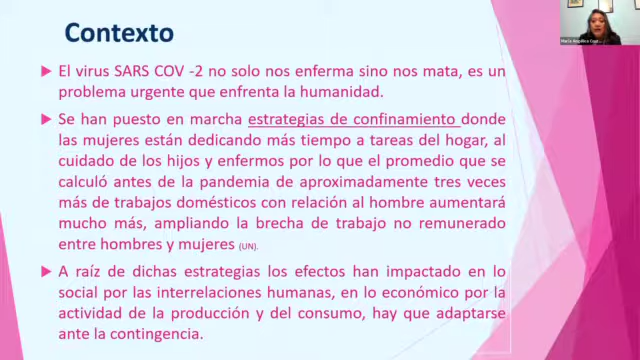 Contexto
El virus SARS COV -2 no solo nos enferma sino nos mata, es un
problema urgente que enfrenta la humanidad.
Se han puesto en marcha estrategias de confinamiento donde
las mujeres están dedicando más tiempo a tareas del hogar, al
cuidado de los hijos y enfermos por lo que el promedio que se
calculó antes de la pandemia de aproximadamente tres veces
más de trabajos domésticos con relación al hombre aumentará
mucho más, ampliando la brecha de trabajo no remunerado
entre hombres y mujeres (UN).
A raíz de dichas estrategias los efectos han impactado en lo
social por las interrelaciones humanas, en lo económico por la
actividad de la producción y del consumo, hay que adaptarse
ante la contingencia.